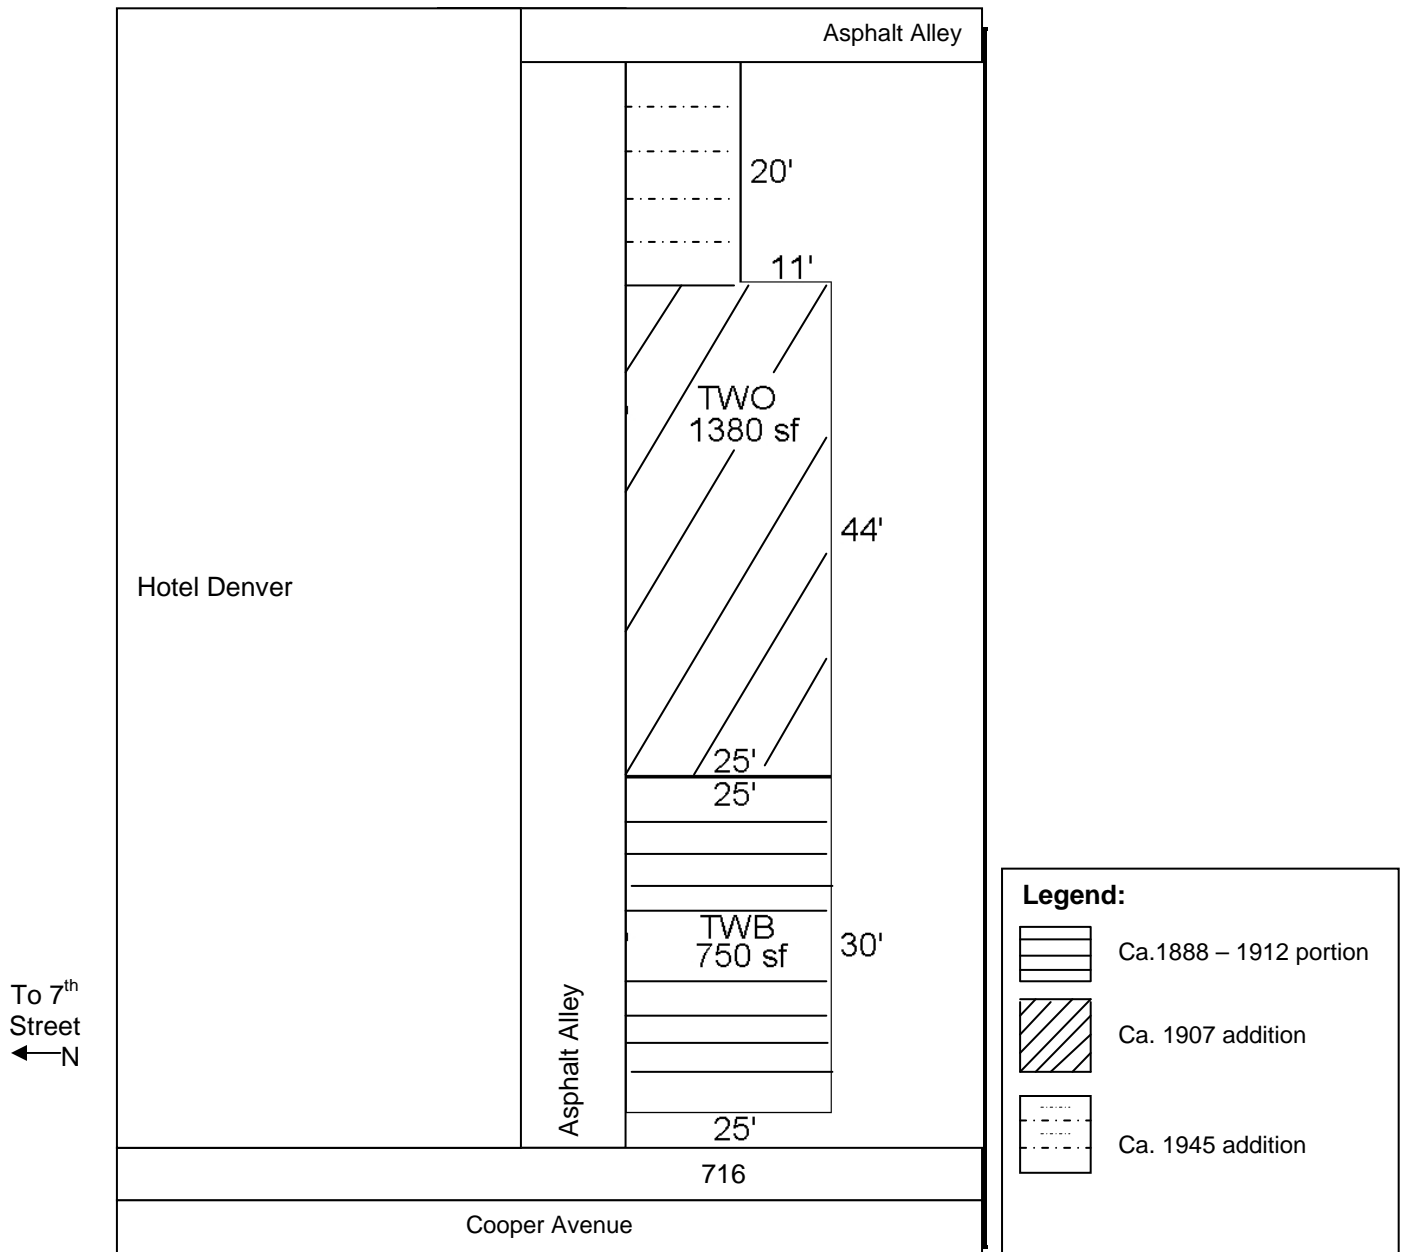 Asphalt Alley
20'
11'
TWO
1380 sf
44'
Hotel Denver
25'
25'
TWB
750 sf
30'
Asphalt Alley
25'
To 7th
Street
N
716
Cooper Avenue
Legend:
Ca.1888 – 1912 portion
Ca. 1907 addition
Ca. 1945 addition